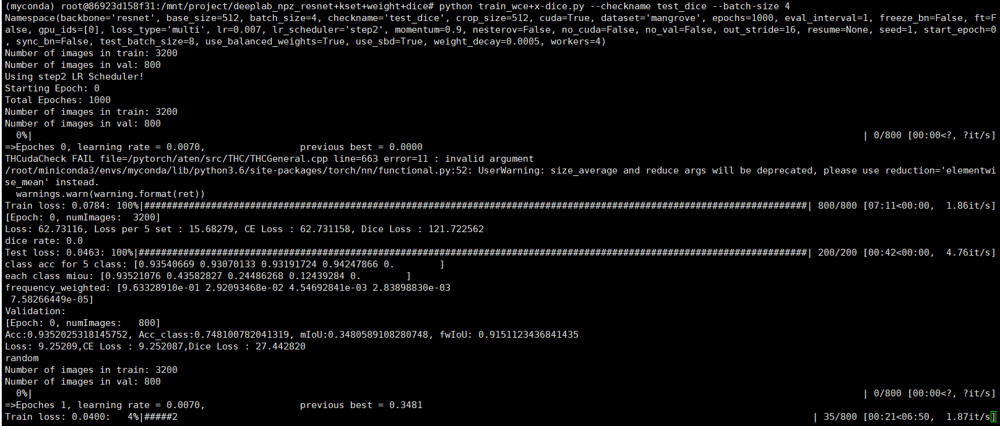 (myconda) root@86923d158f31:/mnt/project/deeplab_npz_resnet+kset+weight+dice# python train_wce+x-dice.py --checkname test_dice --batch-size 4
Namespace(backbone='resnet', base_size=512, batch_size=4, checkname='test_dice', crop_size=512, cuda=True, dataset='mangrove', epochs=1000, eval_interval=1, freeze_bn=False, ft=F
alse, gpu_ids=[0], loss_type='multi', lr=0.007, lr_scheduler='step2', momentum=0.9, nesterov=False, no_cuda=False, no_val=False, out_stride=16, resume=None, seed=1, start_epoch=0
, sync_bn=False, test_batch_size=8, use_balanced_weights=True, use_sbd=True, weight_decay=0.0005, workers=4)
Number of images in train: 3200
Number of images in val: 800
Using step2 LR Scheduler!
Starting Epoch: 0
Total Epoches: 1000
Number of images in train: 3200
Number of images in val: 800
  0%|                                                                                                                                                     | 0/800 [00:00<?, ?it/s]
=>Epoches 0, learning rate = 0.0070,                 previous best = 0.0000
THCudaCheck FAIL file=/pytorch/aten/src/THC/THCGeneral.cpp line=663 error=11 : invalid argument
/root/miniconda3/envs/myconda/lib/python3.6/site-packages/torch/nn/functional.py:52: UserWarning: size_average and reduce args will be deprecated, please use reduction='elementwi
se_mean' instead.
  warnings.warn(warning.format(ret))
Train loss: 0.0784: 100%|#######################################################################################################################| 800/800 [07:11<00:00,  1.86it/s]
[Epoch: 0, numImages:  3200]
Loss: 62.73116, Loss per 5 set : 15.68279, CE Loss : 62.731158, Dice Loss : 121.722562
dice rate: 0.0
Test loss: 0.0463: 100%|########################################################################################################################| 200/200 [00:42<00:00,  4.76it/s]
class acc for 5 class: [0.93540669 0.93070133 0.93191724 0.94247866 0.        ]
each class miou: [0.93521076 0.43582827 0.24486268 0.12439284 0.        ]
frequency_weighted: [9.63328910e-01 2.92093468e-02 4.54692841e-03 2.83898830e-03
 7.58266449e-05]
Validation:
[Epoch: 0, numImages:   800]
Acc:0.9352025318145752, Acc_class:0.748100782041319, mIoU:0.3480589108280748, fwIoU: 0.9151123436841435
Loss: 9.25209,CE Loss : 9.252087,Dice Loss : 27.442820
random
Number of images in train: 3200
Number of images in val: 800
  0%|                                                                                                                                                     | 0/800 [00:00<?, ?it/s]
=>Epoches 1, learning rate = 0.0070,                 previous best = 0.3481
Train loss: 0.0400:   4%|#####2                                                                                                                  | 35/800 [00:21<06:50,  1.87it/s]